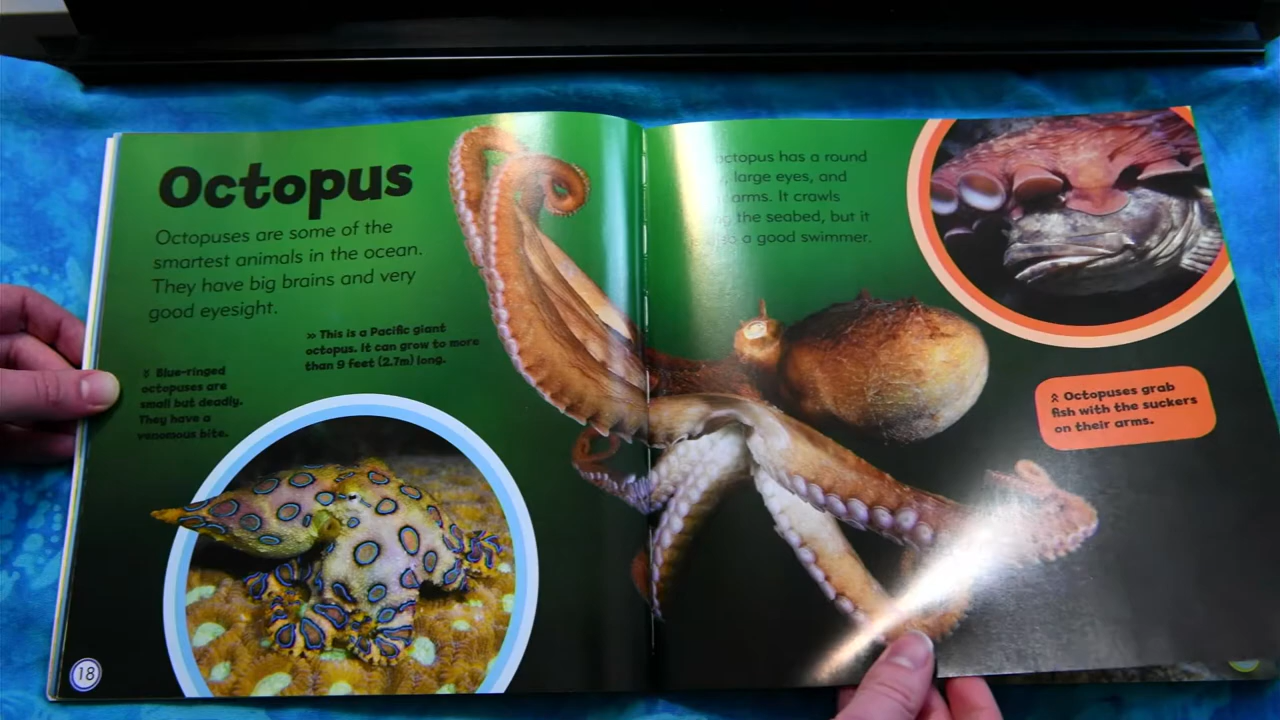 Octopus
Octopuses are some of the
smartest animals in the ocean.
They have big brains and very
good eyesight.
» This is a Pacific giant
octopus. It can grow to more
than 9 feet (2.7m) long.
Blue-ringed
octopuses are
small but deadly.
They have a
venomous bite.
18
octopus has a round
large eyes, and
arms. It crawls
the seabed, but it
a good swimmer.
Octopuses grab
fish with the suckers
on their arms.